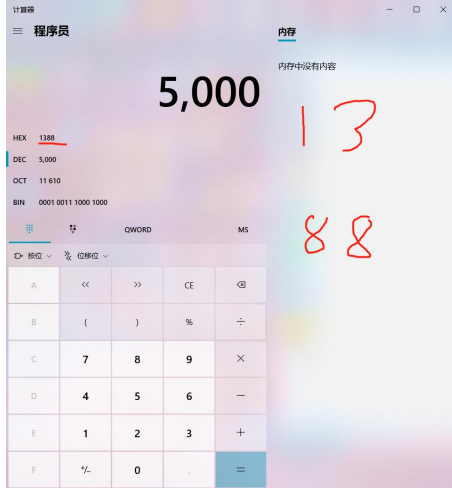 计算器
程序员
内存
内存中没有内容
5,000
13
88
HEX 1388
DEC 5,000
OCT 11 610
BIN 0001 0011 1000 1000
QWORD MS
按位 位移位
A << >> CE
B ( ) % ÷
C 7 8 9 ×
D 4 5 6 −
E 1 2 3 +
F +/− 0 . =